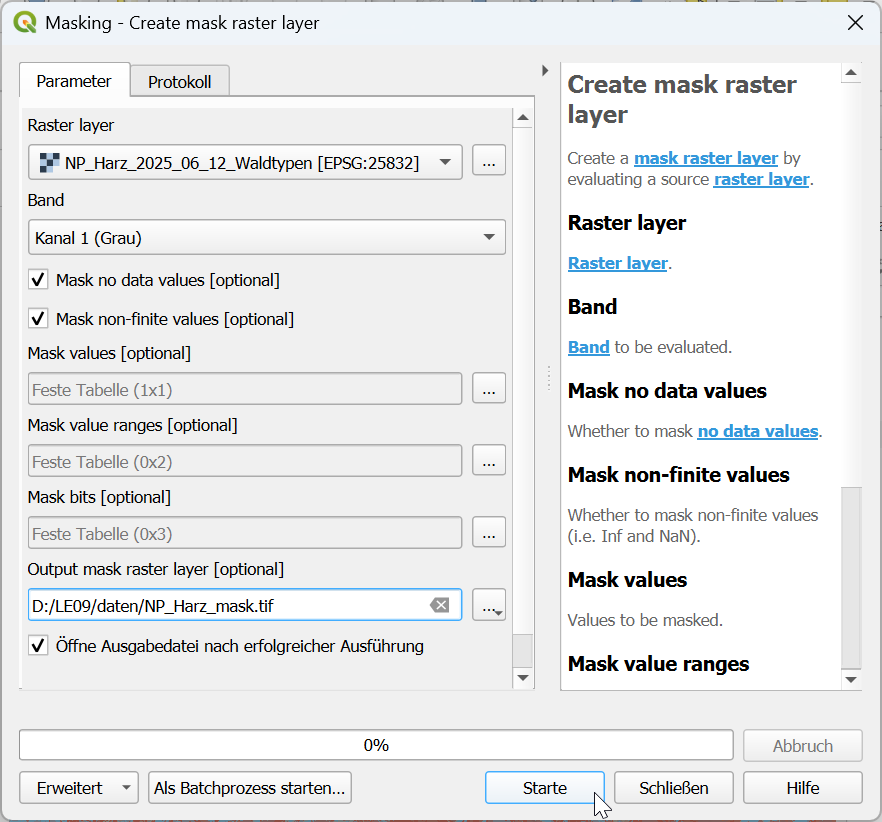 Masking - Create mask raster layer
Parameter
Protokoll
Raster layer
NP_Harz_2025_06_12_Waldtypen [EPSG:25832]
...
Band
Kanal 1 (Grau)
Mask no data values [optional]
Mask non-finite values [optional]
Mask values [optional]
Feste Tabelle (1x1)
...
Mask value ranges [optional]
Feste Tabelle (0x2)
...
Mask bits [optional]
Feste Tabelle (0x3)
...
Output mask raster layer [optional]
D:/LE09/daten/NP_Harz_mask.tif
...
Öffne Ausgabedatei nach erfolgreicher Ausführung
Create mask raster
layer
Create a mask raster layer by
evaluating a source raster layer.
Raster layer
Raster layer.
Band
Band to be evaluated.
Mask no data values
Whether to mask no data values.
Mask non-finite values
Whether to mask non-finite values
(i.e. Inf and NaN).
Mask values
Values to be masked.
Mask value ranges
0%
Abbruch
Erweitert
Als Batchprozess starten...
Starte
Schließen
Hilfe